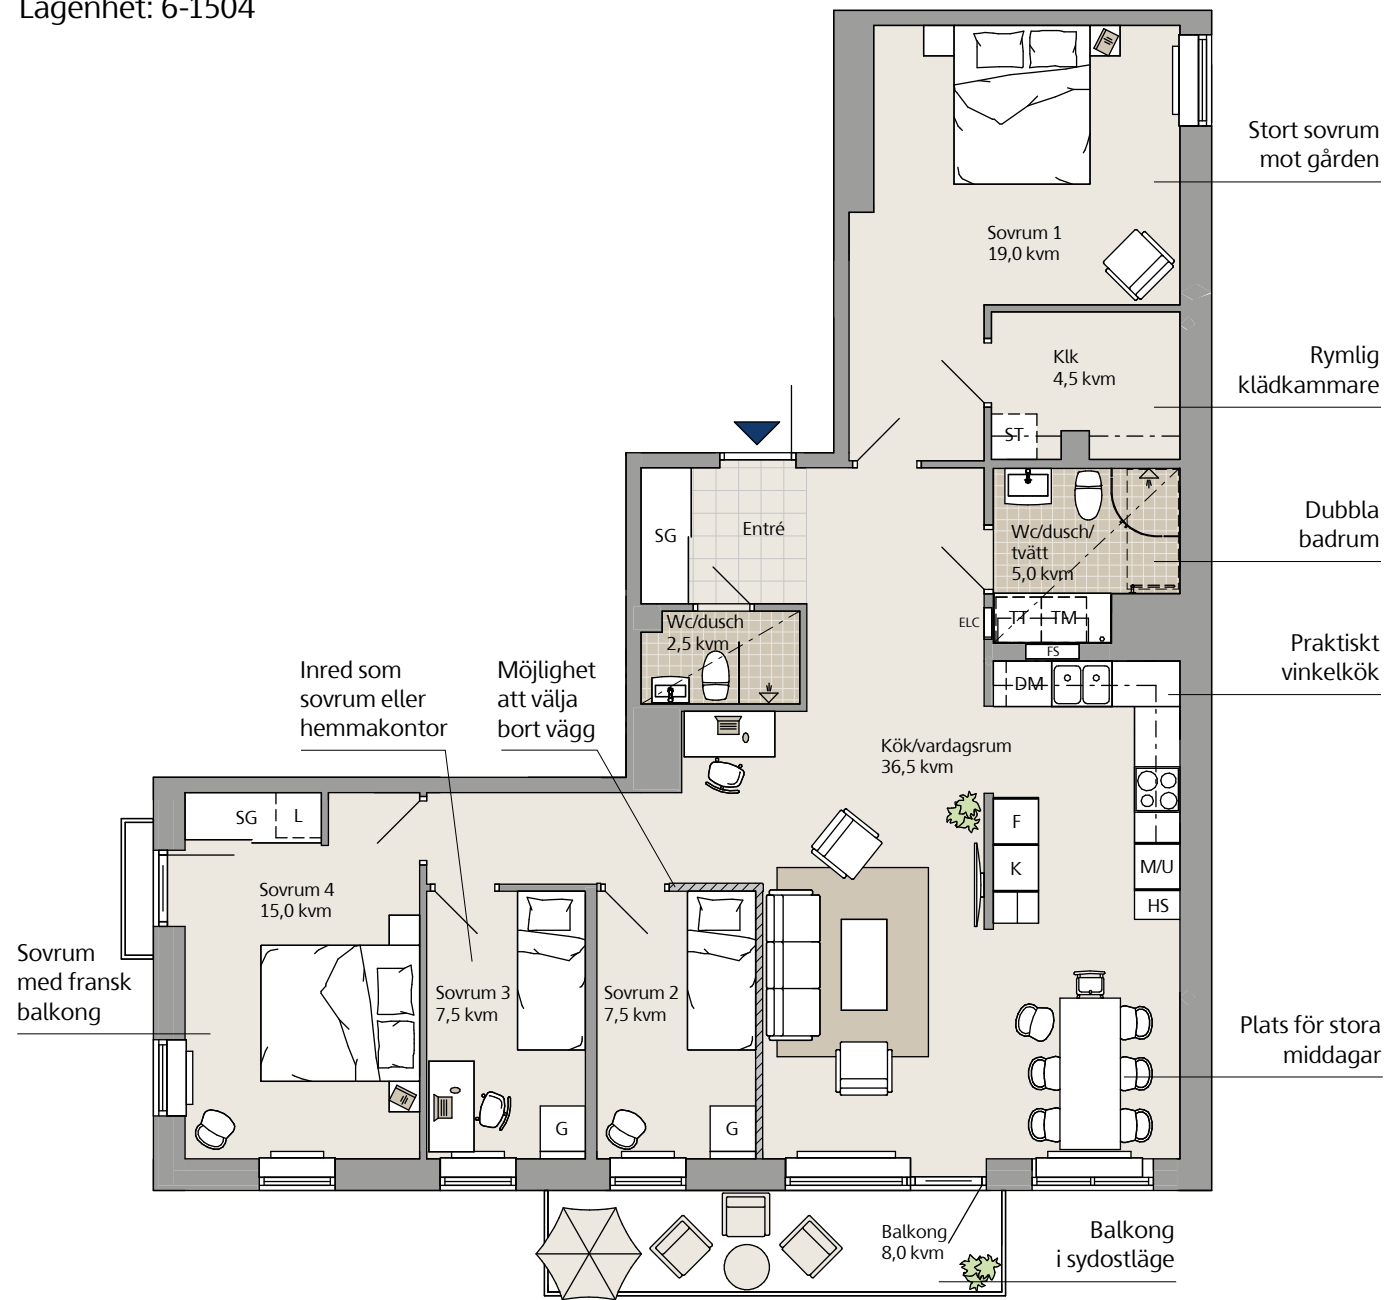 Lägenhet: 6-1504
Stort sovrum
mot gården
Sovrum 1
19,0 kvm
Rymlig
klädkammare
Klk
4,5 kvm
ST
Dubbla
badrum
SG
Entré
Wc/dusch/
tvätt
5,0 kvm
Wc/dusch
2,5 kvm
ELC
TT
TM
FS
Praktiskt
vinkelkök
DM
Inred som
sovrum eller
hemmakontor
Möjlighet
att välja
bort vägg
Kök/vardagsrum
36,5 kvm
SG
L
F
K
M/U
HS
Sovrum 4
15,0 kvm
Sovrum
med fransk
balkong
Sovrum 3
7,5 kvm
Sovrum 2
7,5 kvm
Plats för stora
middagar
G
G
Balkong
8,0 kvm
Balkong
i sydostläge